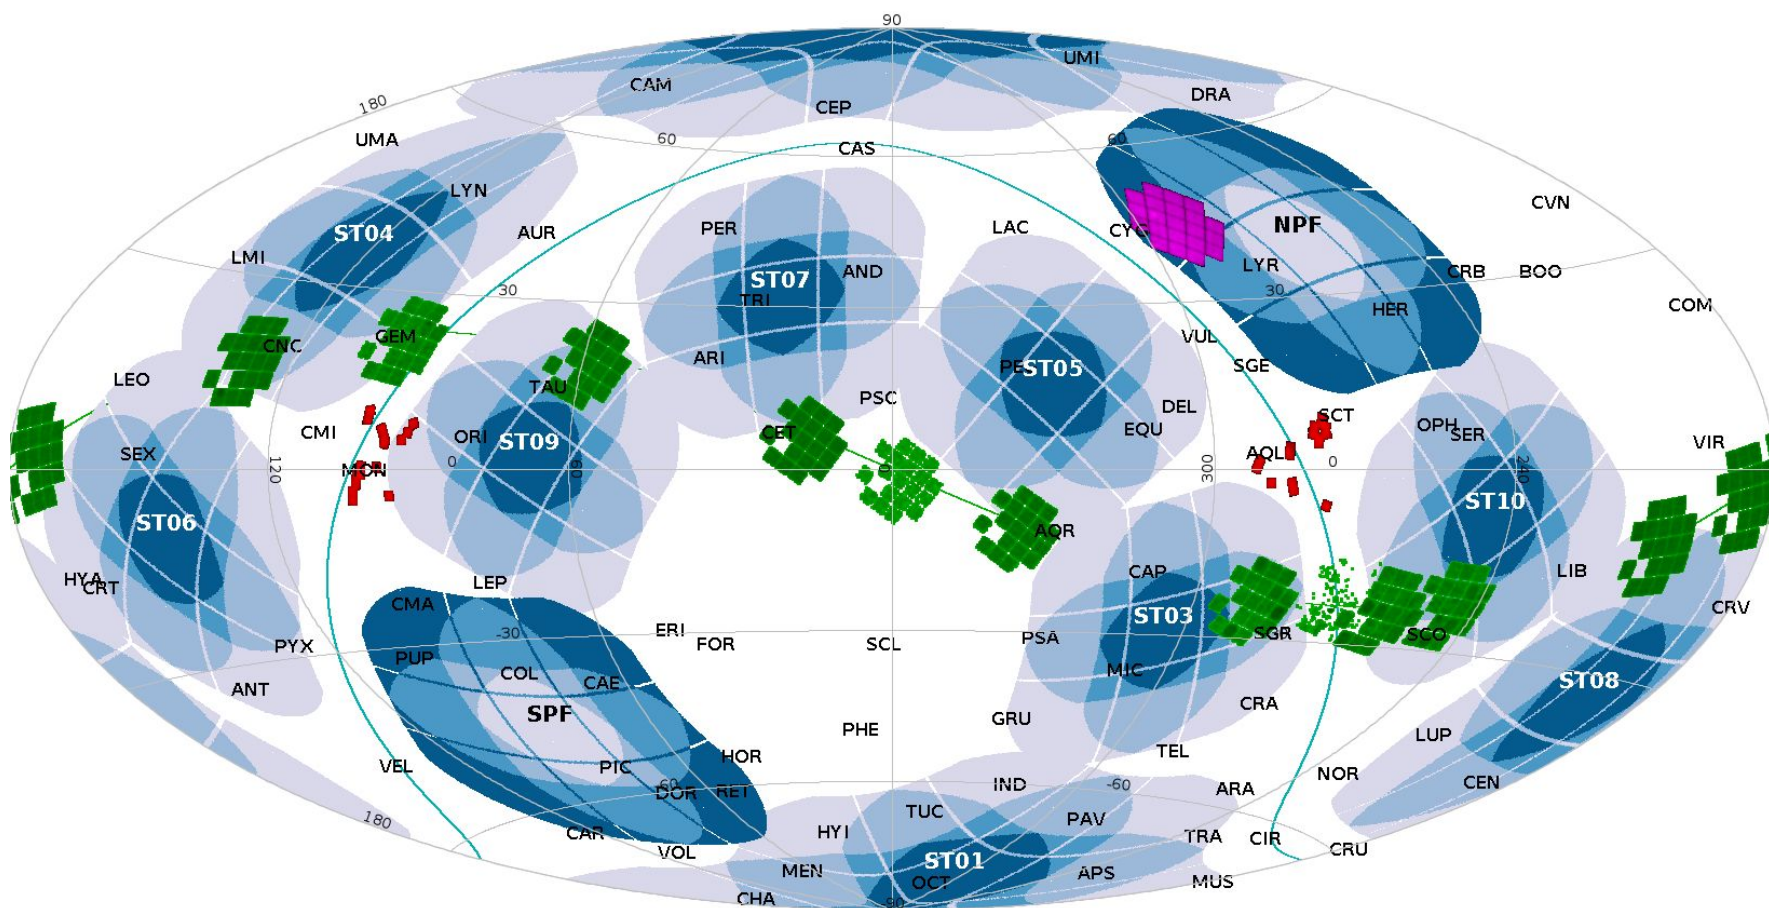 90
UMI
CAM
DRA
CEP
180
UMA
60
CAS
60
LYN
CVN
ST04
PER
LAC
CYG
NPF
AUR
LMI
LYR
AND
CRB
BOO
ST07
30
TRI
30
HER
COM
GEM
VUL
CNC
ARI
PE
ST05
SGE
LEO
TAU
PSC
DEL
SCT
CMI
ORI
ST09
CET
EQU
OPH
SER
VIR
SEX
MON
0
60
0
300
AQL
0
240
120
ST06
AQR
ST10
HYA
CRT
LEP
CAP
LIB
CMA
ST03
CRV
-30
ERI
FOR
SCL
PSA
SGR
SCO
PYX
PUP
COL
CAE
MIC
ST08
ANT
SPF
PHE
GRU
CRA
LUP
VEL
PIC
HOR
TEL
NOR
CEN
-60
DOR
RET
IND
-60
ARA
180
CAR
HYI
TUC
PAV
TRA
CIR
VOL
ST01
CRU
MEN
OCT
APS
MUS
CHA
-90